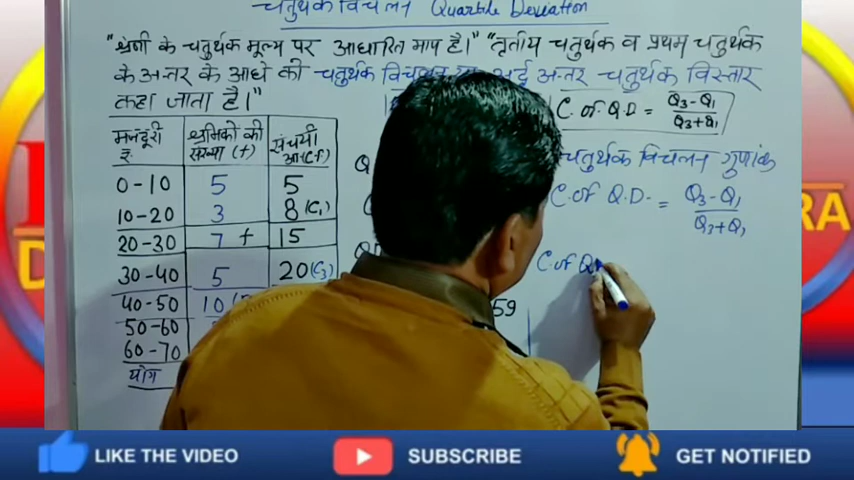 चतुर्थक विचलन Quartile Deviation
"श्रेणी के चतुर्थक मूल्य पर आधारित माप है।" "तृतीय चतुर्थक व प्रथम चतुर्थक
के अन्तर के आधे को चतुर्थक विचलन या अर्द्ध अन्तर चतुर्थक विस्तार
कहा जाता है।"
C. of Q.D = Q3-Q1 / Q3+Q1
मजदूरी रु. श्रमिकों की संख्या (f) संचयी आ० (Cf)
0-10 5 5
10-20 3 8 (C1)
20-30 7 f 15
30-40 5 20 (C3)
40-50 10
50-60
60-70
योग
59
चतुर्थक विचलन गुणांक
C. of Q.D. = Q3-Q1 / Q3+Q1
C. of Q
LIKE THE VIDEO
SUBSCRIBE
GET NOTIFIED